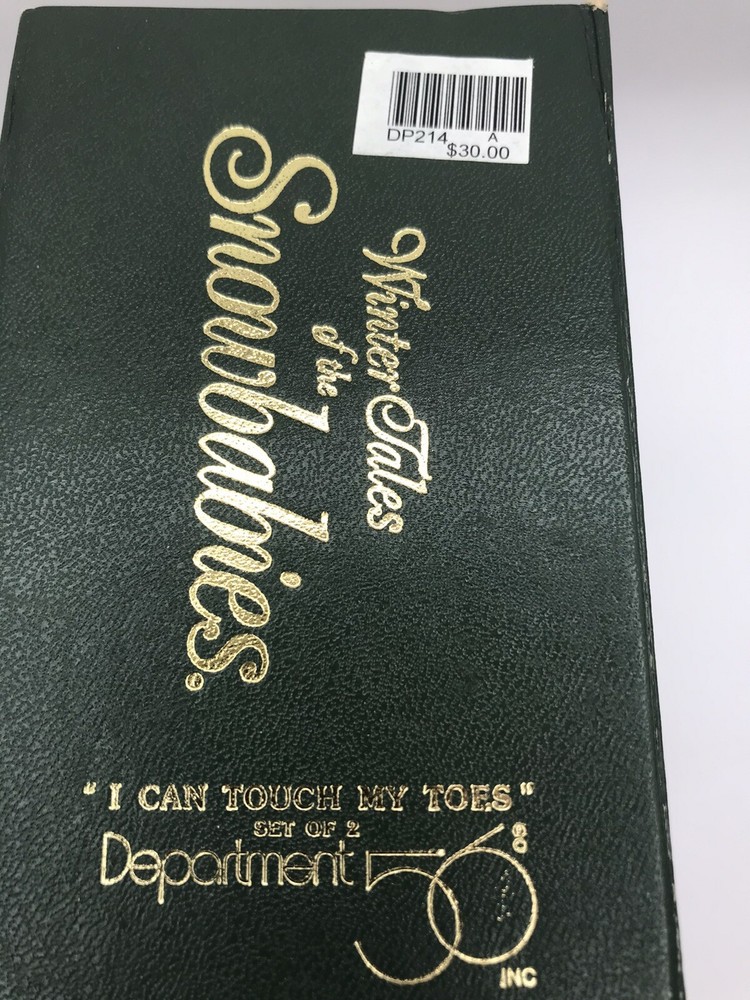 DP214 A
$30.00
Winter Tales
of the
Snowbabies.
"I CAN TOUCH MY TOES"
SET OF 2
Department 56
INC